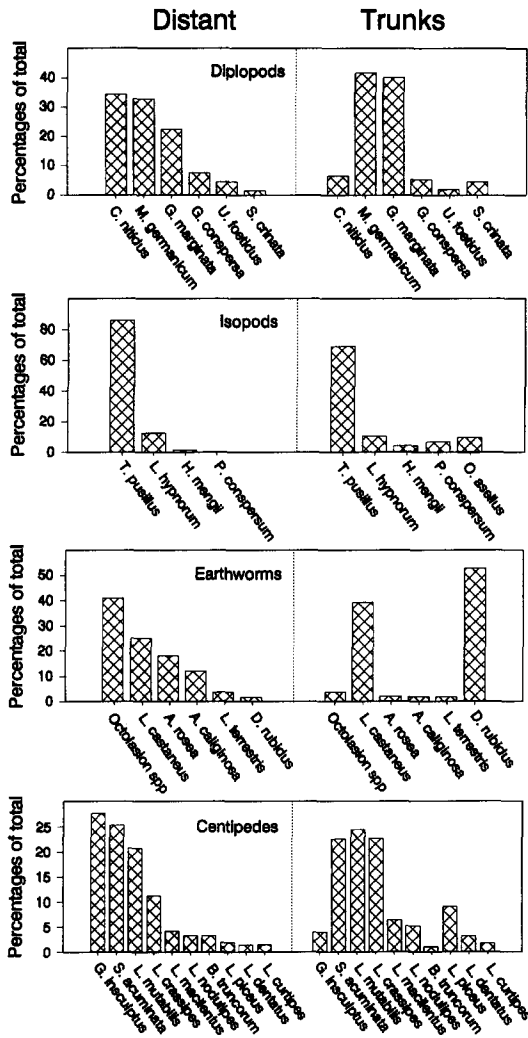 Distant Trunks
Percentages of total
40
30
20
10
0
Diplopods
C. nitidus
M. germanicum
G. marginata
G. conspersa
U. foetidus
S. crinata
C. nitidus
M. germanicum
G. marginata
G. conspersa
U. foetidus
S. crinata
Percentages of total
80
60
40
20
0
Isopods
T. pusillus
L. hypnorum
H. mengii
P. conspersum
T. pusillus
L. hypnorum
H. mengii
P. conspersum
O. asellus
Percentages of total
50
40
30
20
10
0
Earthworms
Octolasion spp
L. castaneus
A. rosea
A. caliginosa
L. terrestris
D. rubidus
Octolasion spp
L. castaneus
A. rosea
A. caliginosa
L. terrestris
D. rubidus
Percentages of total
25
20
15
10
5
0
Centipedes
G. insculptus
S. acuminata
L. mutabilis
L. crassipes
L. macilentus
L. nodulipes
B. truncorum
L. piceus
L. dentatus
L. curtipes
G. insculptus
S. acuminata
L. mutabilis
L. crassipes
L. macilentus
L. nodulipes
B. truncorum
L. piceus
L. dentatus
L. curtipes